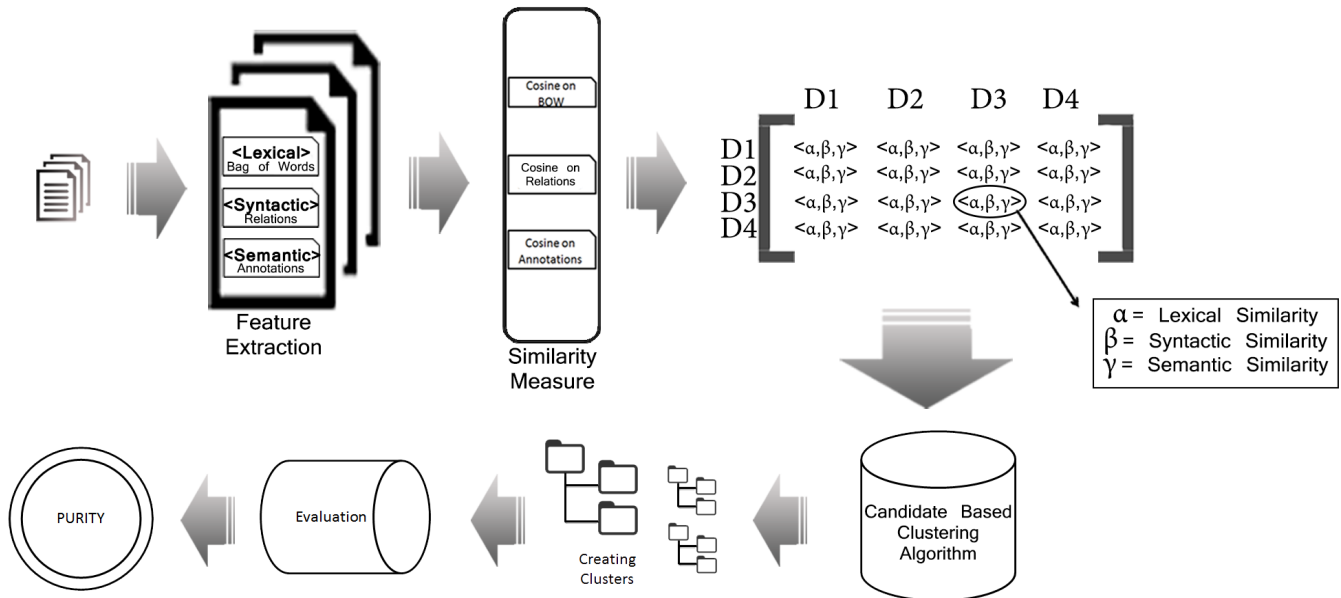 <Lexical>
Bag of Words
<Syntactic>
Relations
<Semantic>
Annotations
Feature
Extraction
Cosine on
BOW
Cosine on
Relations
Cosine on
Annotations
Similarity
Measure
D1 D2 D3 D4
D1 <α,β,γ> <α,β,γ> <α,β,γ> <α,β,γ>
D2 <α,β,γ> <α,β,γ> <α,β,γ> <α,β,γ>
D3 <α,β,γ> <α,β,γ> <α,β,γ> <α,β,γ>
D4 <α,β,γ> <α,β,γ> <α,β,γ> <α,β,γ>
α = Lexical Similarity
β = Syntactic Similarity
γ = Semantic Similarity
Candidate Based
Clustering
Algorithm
Creating
Clusters
Evaluation
PURITY